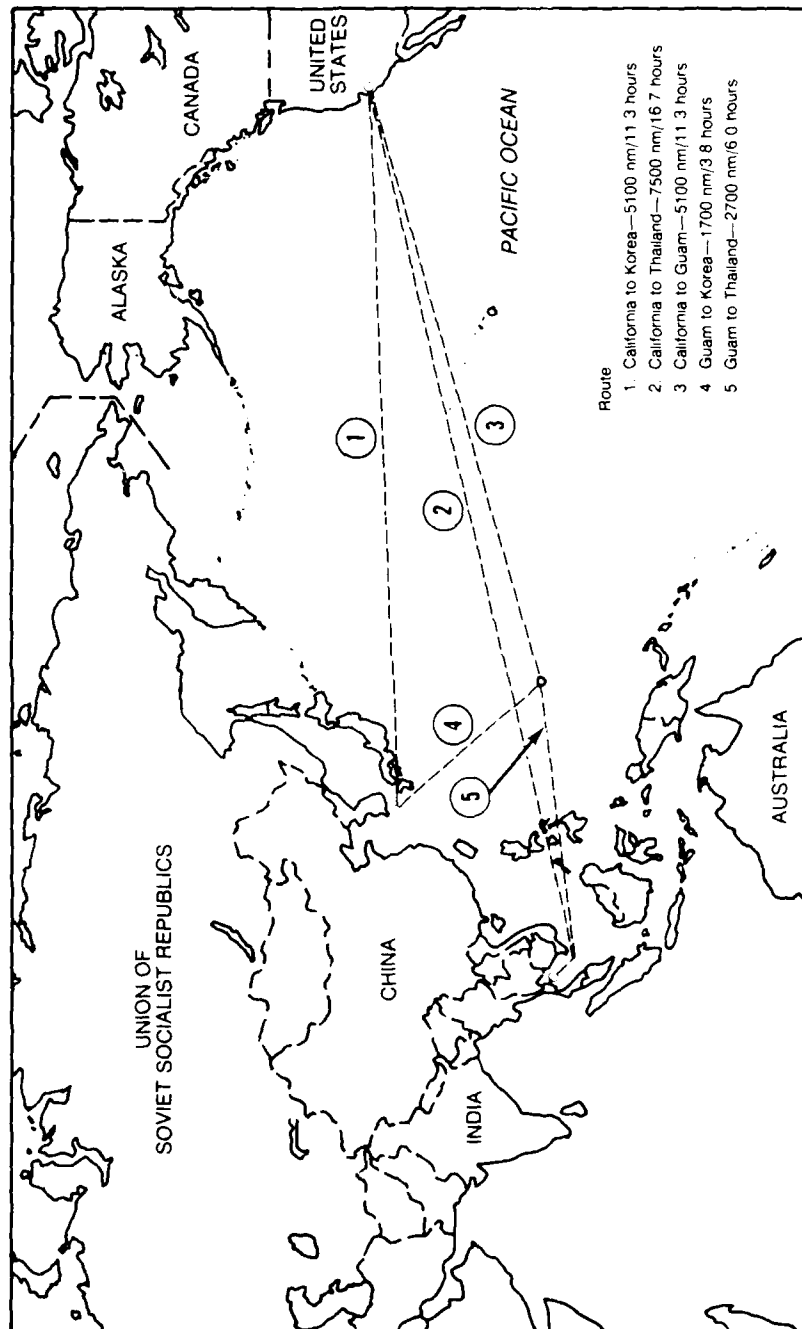 UNION OF
SOVIET SOCIALIST REPUBLICS
ALASKA
CANADA
UNITED
STATES
CHINA
INDIA
AUSTRALIA
PACIFIC OCEAN
1
2
3
4
5
Route
1. California to Korea—5100 nm/11 3 hours
2. California to Thailand—7500 nm/16 7 hours
3 California to Guam—5100 nm/11 3 hours
4 Guam to Korea—1700 nm/3 8 hours
5 Guam to Thailand—2700 nm/6 0 hours